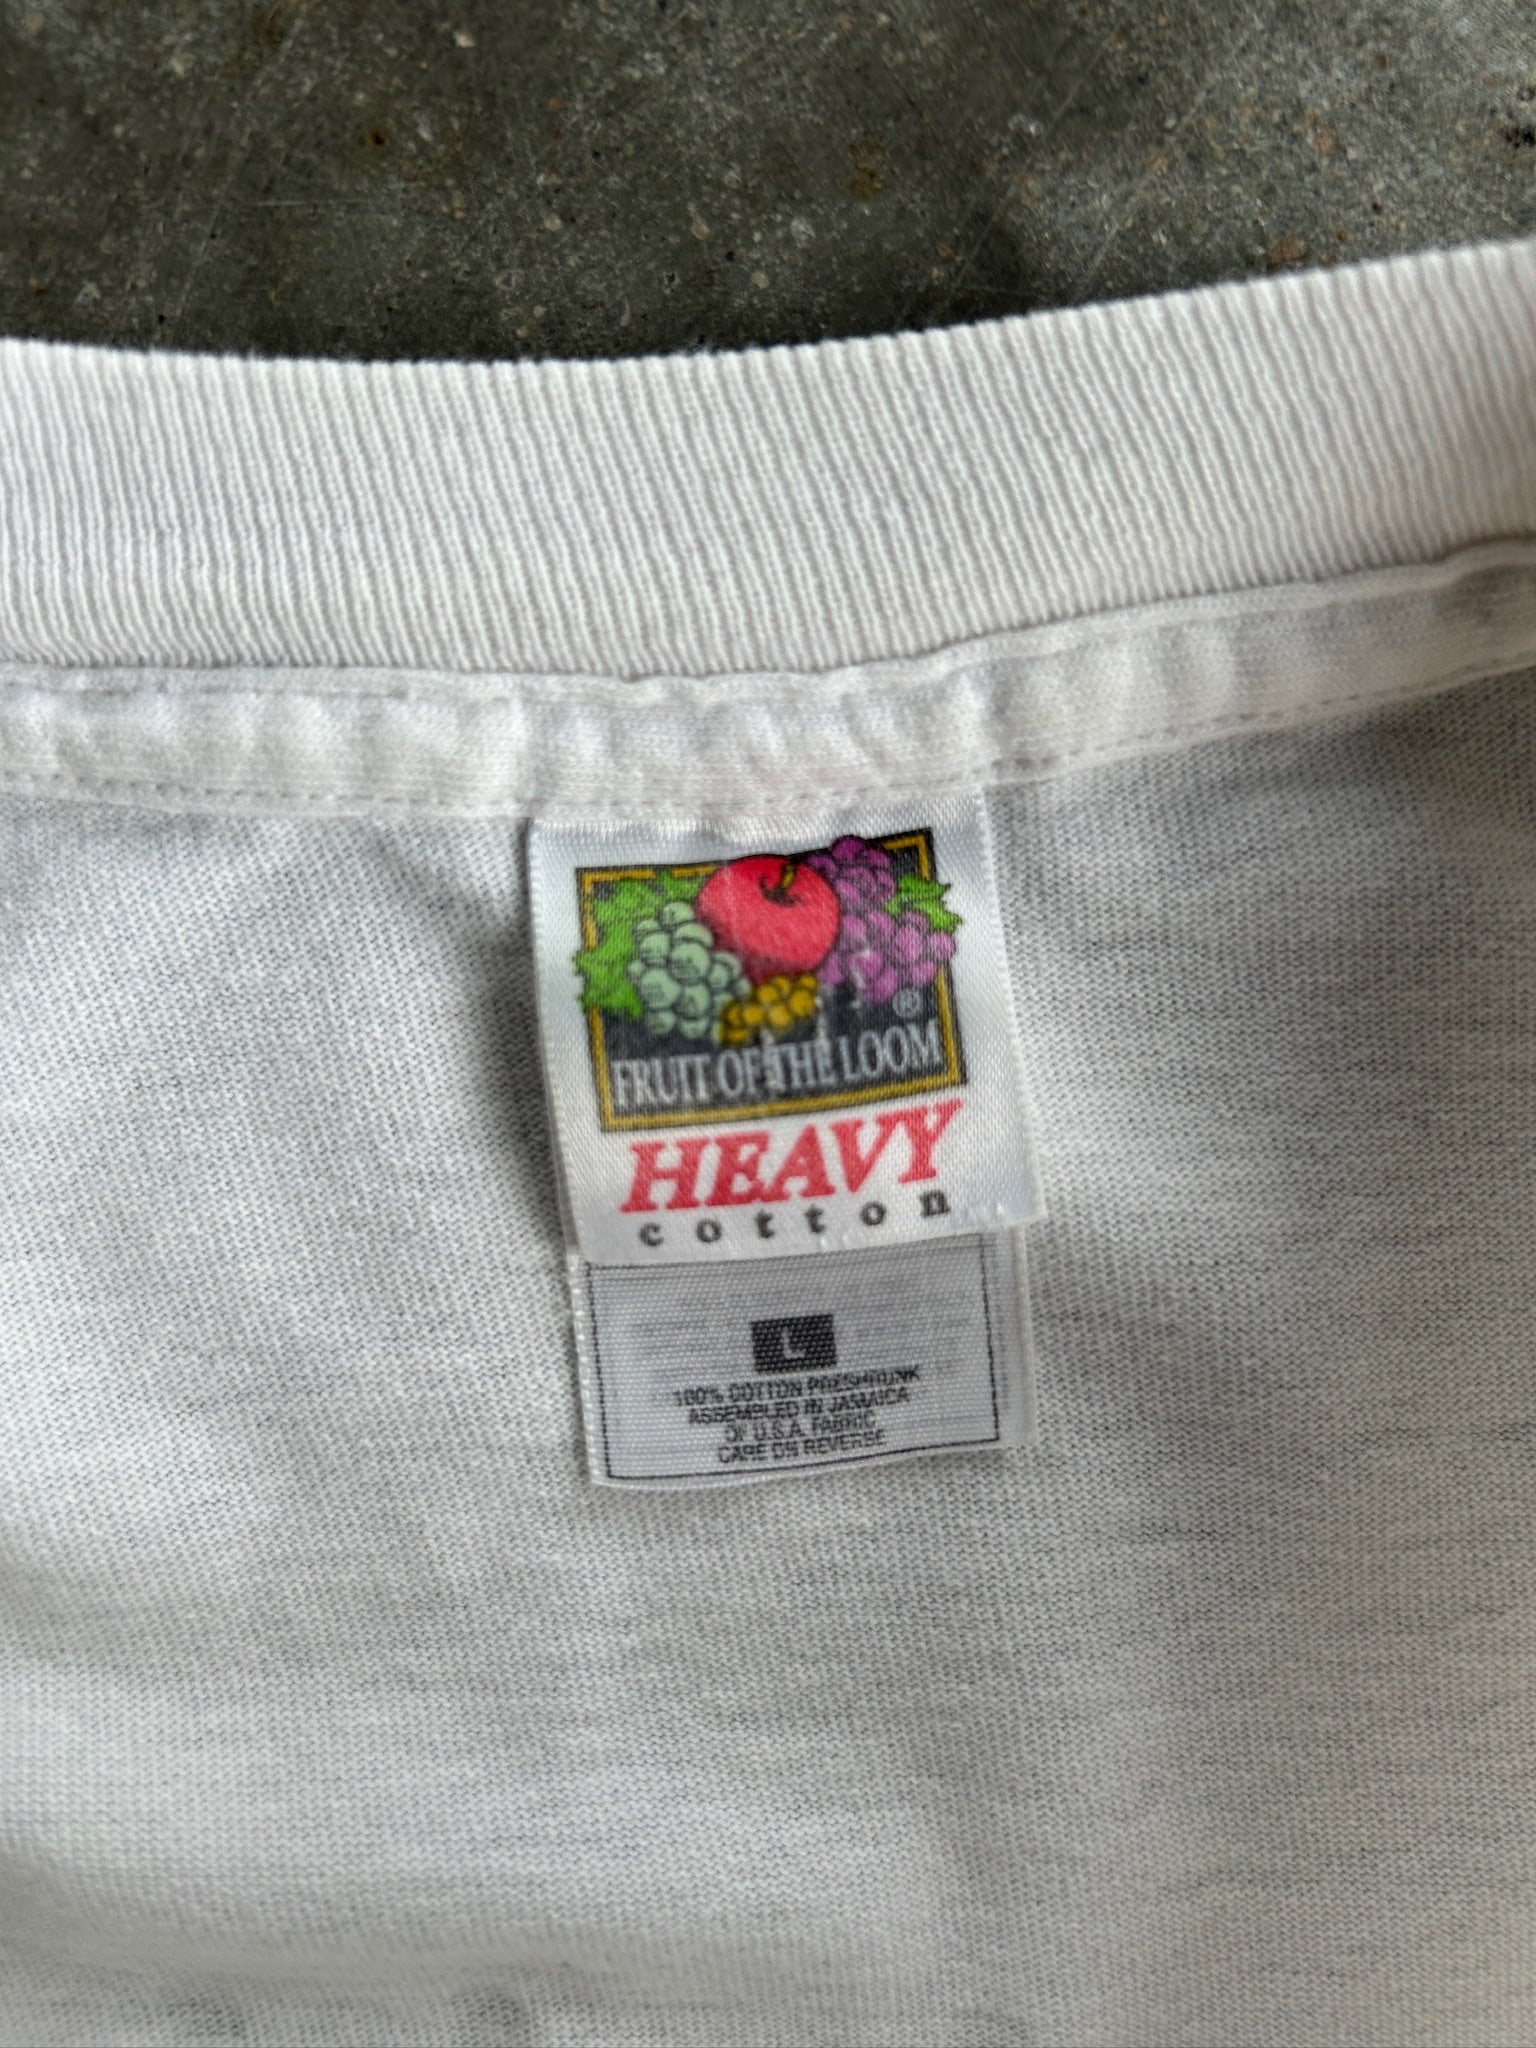 ®
FRUIT OF THE LOOM
HEAVY
cotton
L
100% COTTON PRESHRUNK
ASSEMBLED IN JAMAICA
OF U.S.A. FABRIC
CARE ON REVERSE